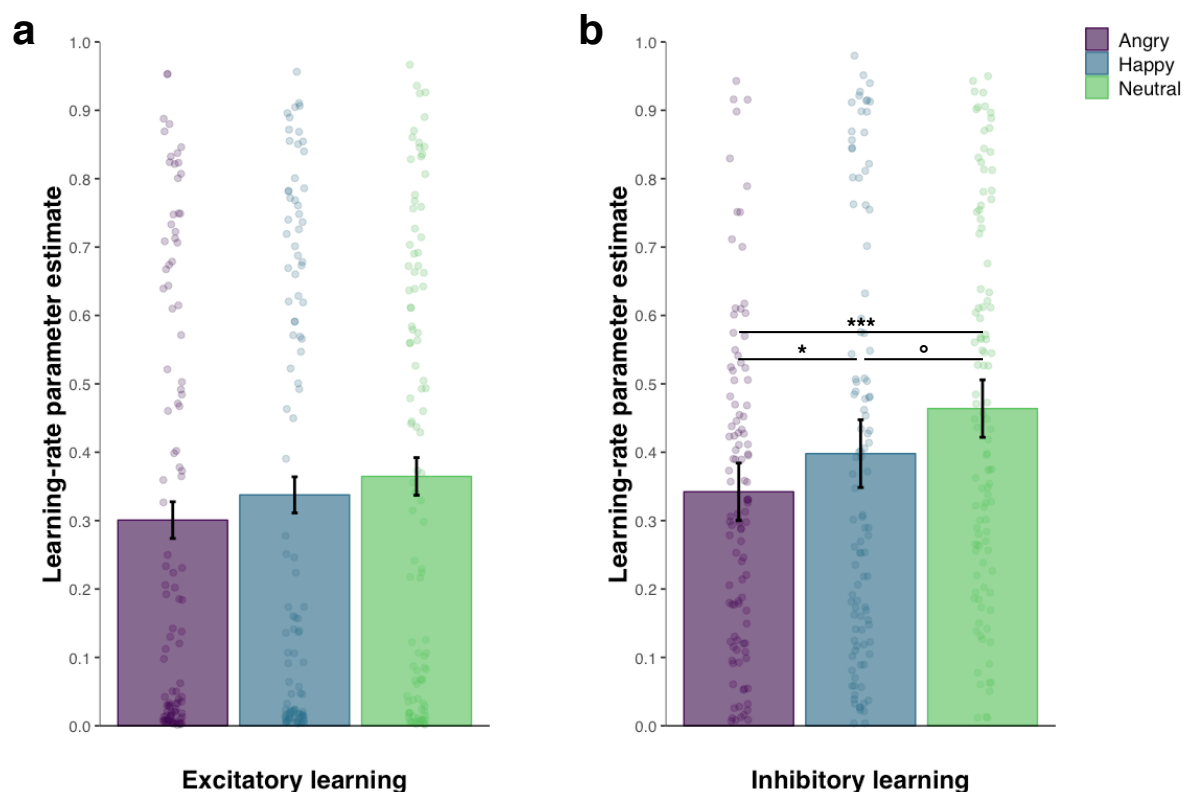 a
b
Angry
Happy
Neutral
Learning-rate parameter estimate
1.0
0.9
0.8
0.7
0.6
0.5
0.4
0.3
0.2
0.1
0.0
Excitatory learning
Learning-rate parameter estimate
1.0
0.9
0.8
0.7
0.6
0.5
0.4
0.3
0.2
0.1
0.0
***
* °
Inhibitory learning